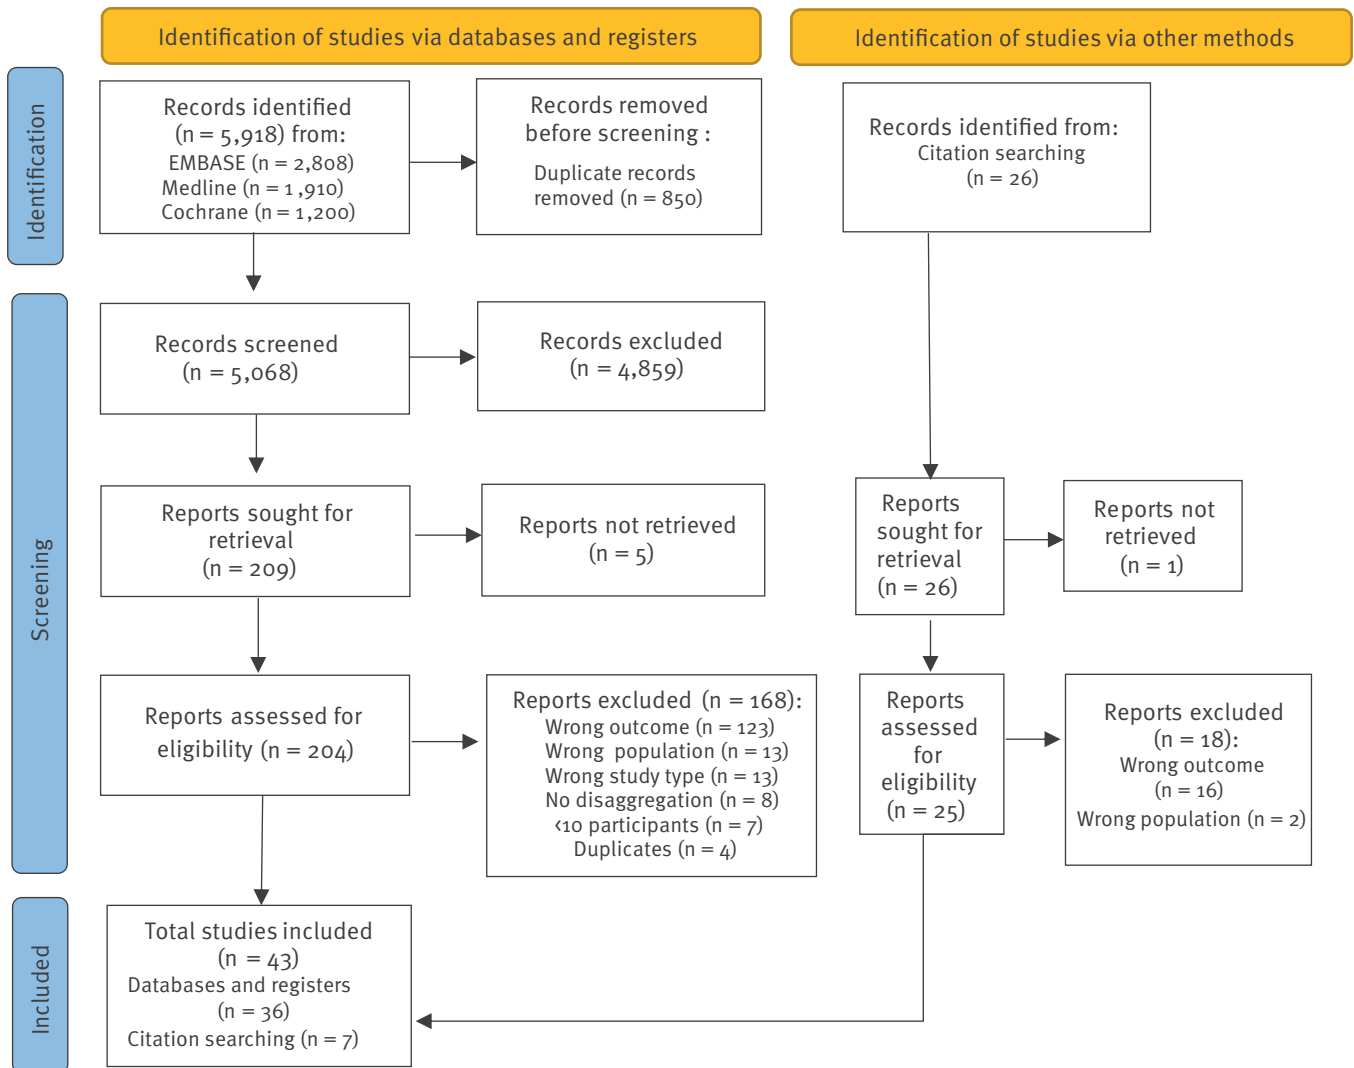 Identification of studies via databases and registers
Identification of studies via other methods
Identification
Records identified
(n = 5,918) from:
EMBASE (n = 2,808)
Medline (n = 1,910)
Cochrane (n = 1,200)
Records removed
before screening :
Duplicate records
removed (n = 850)
Records identified from:
Citation searching
(n = 26)
Screening
Records screened
(n = 5,068)
Records excluded
(n = 4,859)
Reports sought for
retrieval
(n = 209)
Reports not retrieved
(n = 5)
Reports
sought for
retrieval
(n = 26)
Reports not
retrieved
(n = 1)
Reports assessed for
eligibility (n = 204)
Reports excluded (n = 168):
Wrong outcome (n = 123)
Wrong population (n = 13)
Wrong study type (n = 13)
No disaggregation (n = 8)
<10 participants (n = 7)
Duplicates (n = 4)
Reports
assessed
for
eligibility
(n = 25)
Reports excluded
(n = 18):
Wrong outcome
(n = 16)
Wrong population (n = 2)
Included
Total studies included
(n = 43)
Databases and registers
(n = 36)
Citation searching (n = 7)